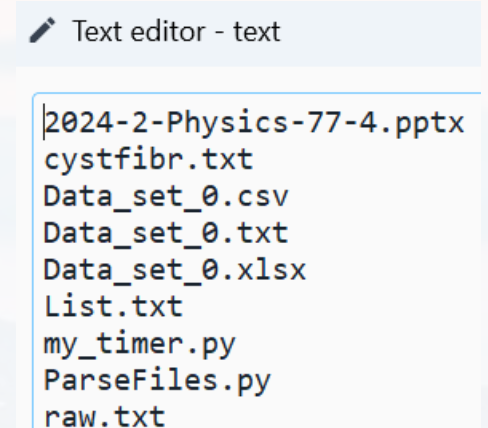 Text editor - text
2024-2-Physics-77-4.pptx
cystfibr.txt
Data_set_0.csv
Data_set_0.txt
Data_set_0.xlsx
List.txt
my_timer.py
ParseFiles.py
raw.txt